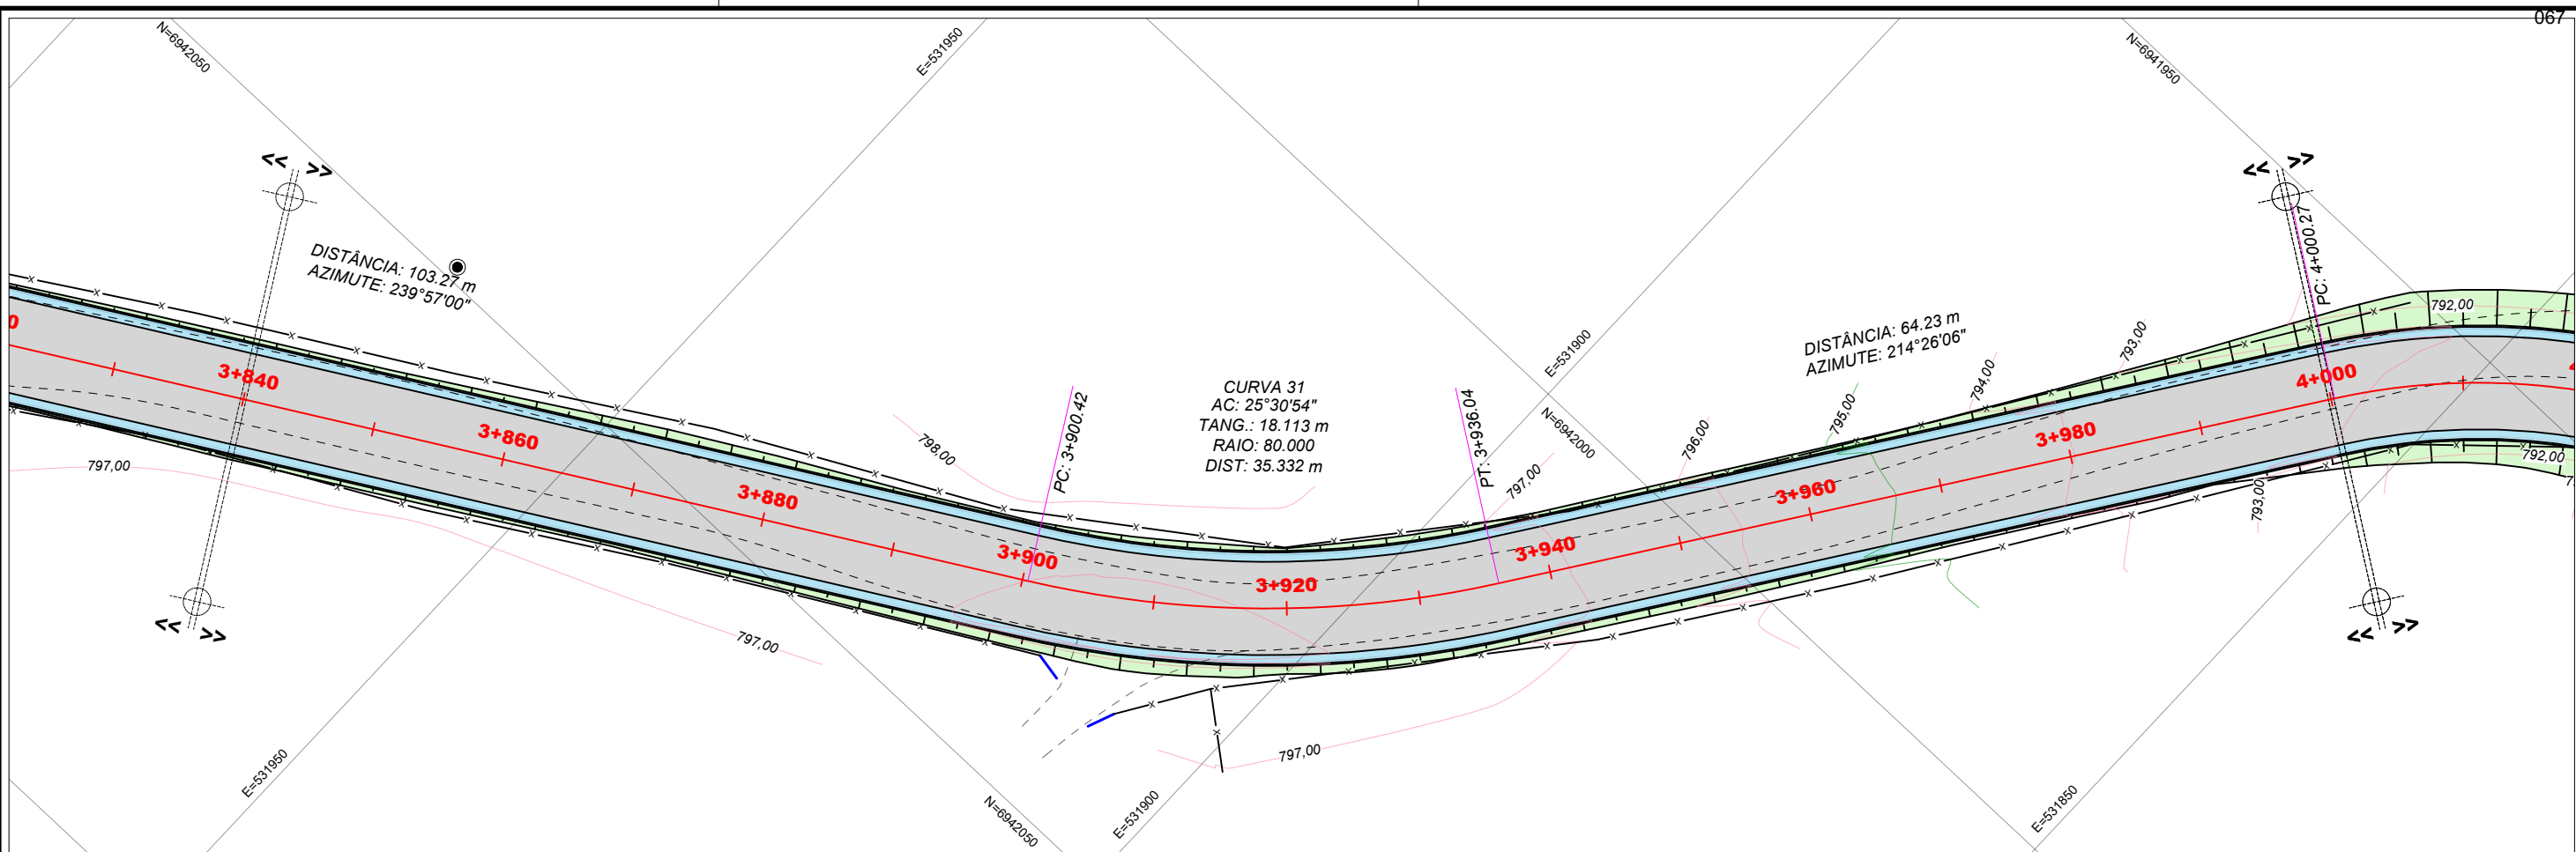 067
N=6942050
E=531950
N=6941950
<< >>
<< >>
DISTÂNCIA: 103.27 m
AZIMUTE: 239°57'00"
PC: 4+000.27
792,00
0
3+840
3+860
3+880
3+900
3+920
3+940
3+960
3+980
4+000
E=531900
DISTÂNCIA: 64.23 m
AZIMUTE: 214°26'06"
793,00
794,00
795,00
796,00
797,00
CURVA 31
AC: 25°30'54"
TANG.: 18.113 m
RAIO: 80.000
DIST: 35.332 m
PC: 3+900.42
PT: 3+936.04
N=6942000
798,00
797,00
792,00
793,00
<< >>
<< >>
797,00
797,00
E=531950
N=6942050
E=531900
E=531850